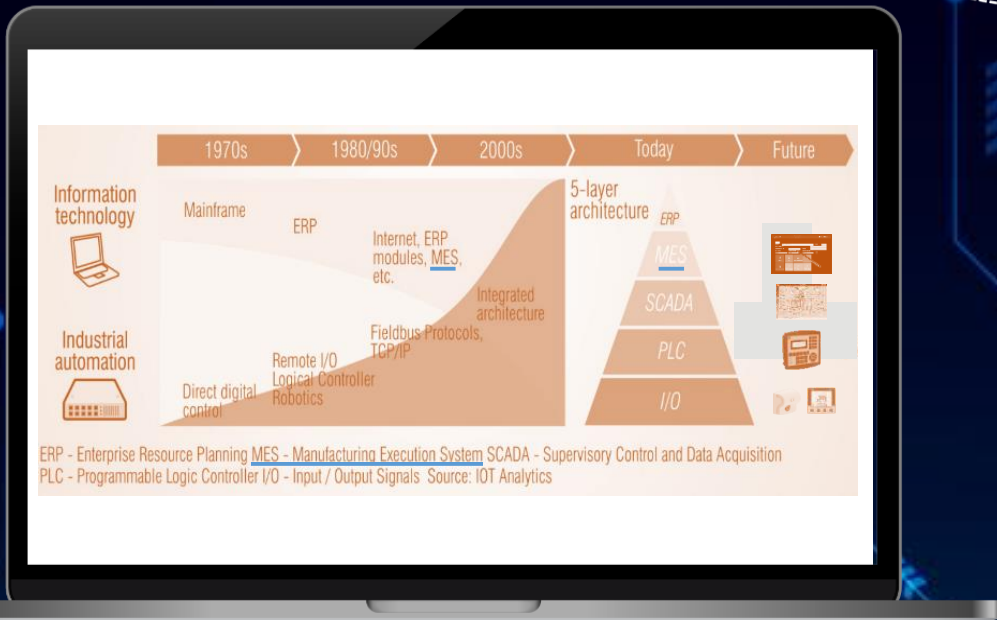 1970s
1980/90s
2000s
Today
Future
Information
technology
Mainframe
ERP
Internet, ERP
modules, MES,
etc.
Integrated
architecture
5-layer
architecture
ERP
MES
SCADA
PLC
I/O
Industrial
automation
Direct digital
control
Remote I/O
Logical Controller
Robotics
Fieldbus Protocols,
TCP/IP
ERP - Enterprise Resource Planning MES - Manufacturing Execution System SCADA - Supervisory Control and Data Acquisition
PLC - Programmable Logic Controller I/O - Input / Output Signals Source: IOT Analytics